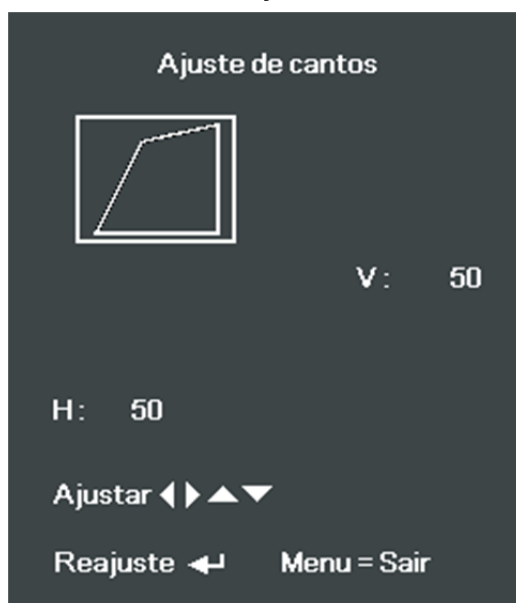 Ajuste de cantos
V: 50
H: 50
Ajustar
Reajuste Menu = Sair